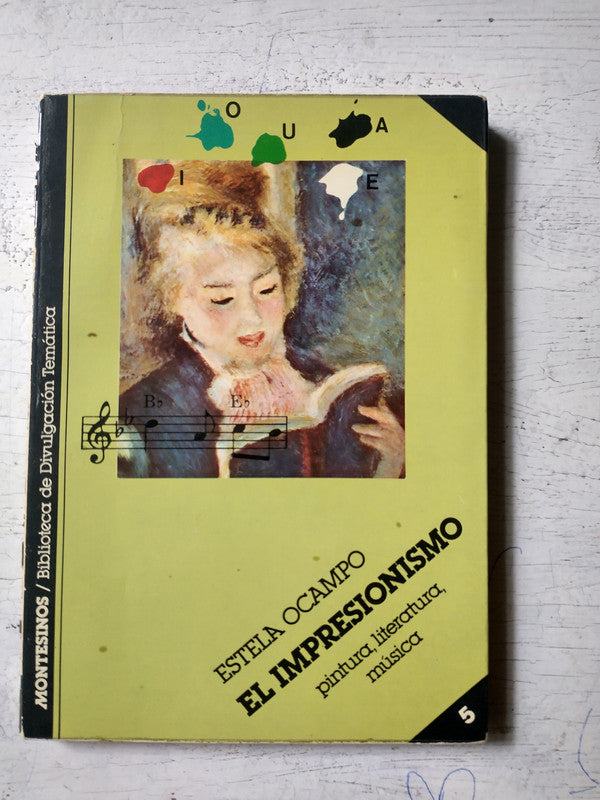 O
U
A
I
E
B♭
E♭
ESTELA OCAMPO
EL IMPRESIONISMO
pintura, literatura,
música
5
MONTESINOS / Biblioteca de Divulgación Temática